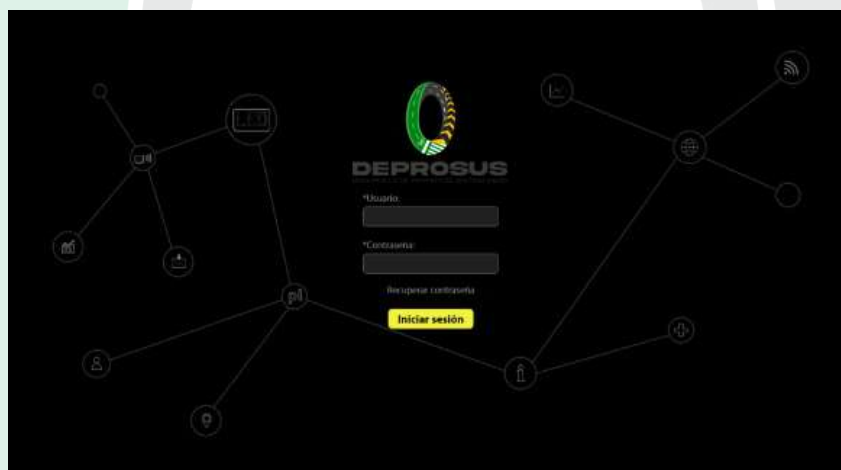 DEPROSUS
*Usuario:
*Contraseña:
Recuperar contraseña
Iniciar sesión